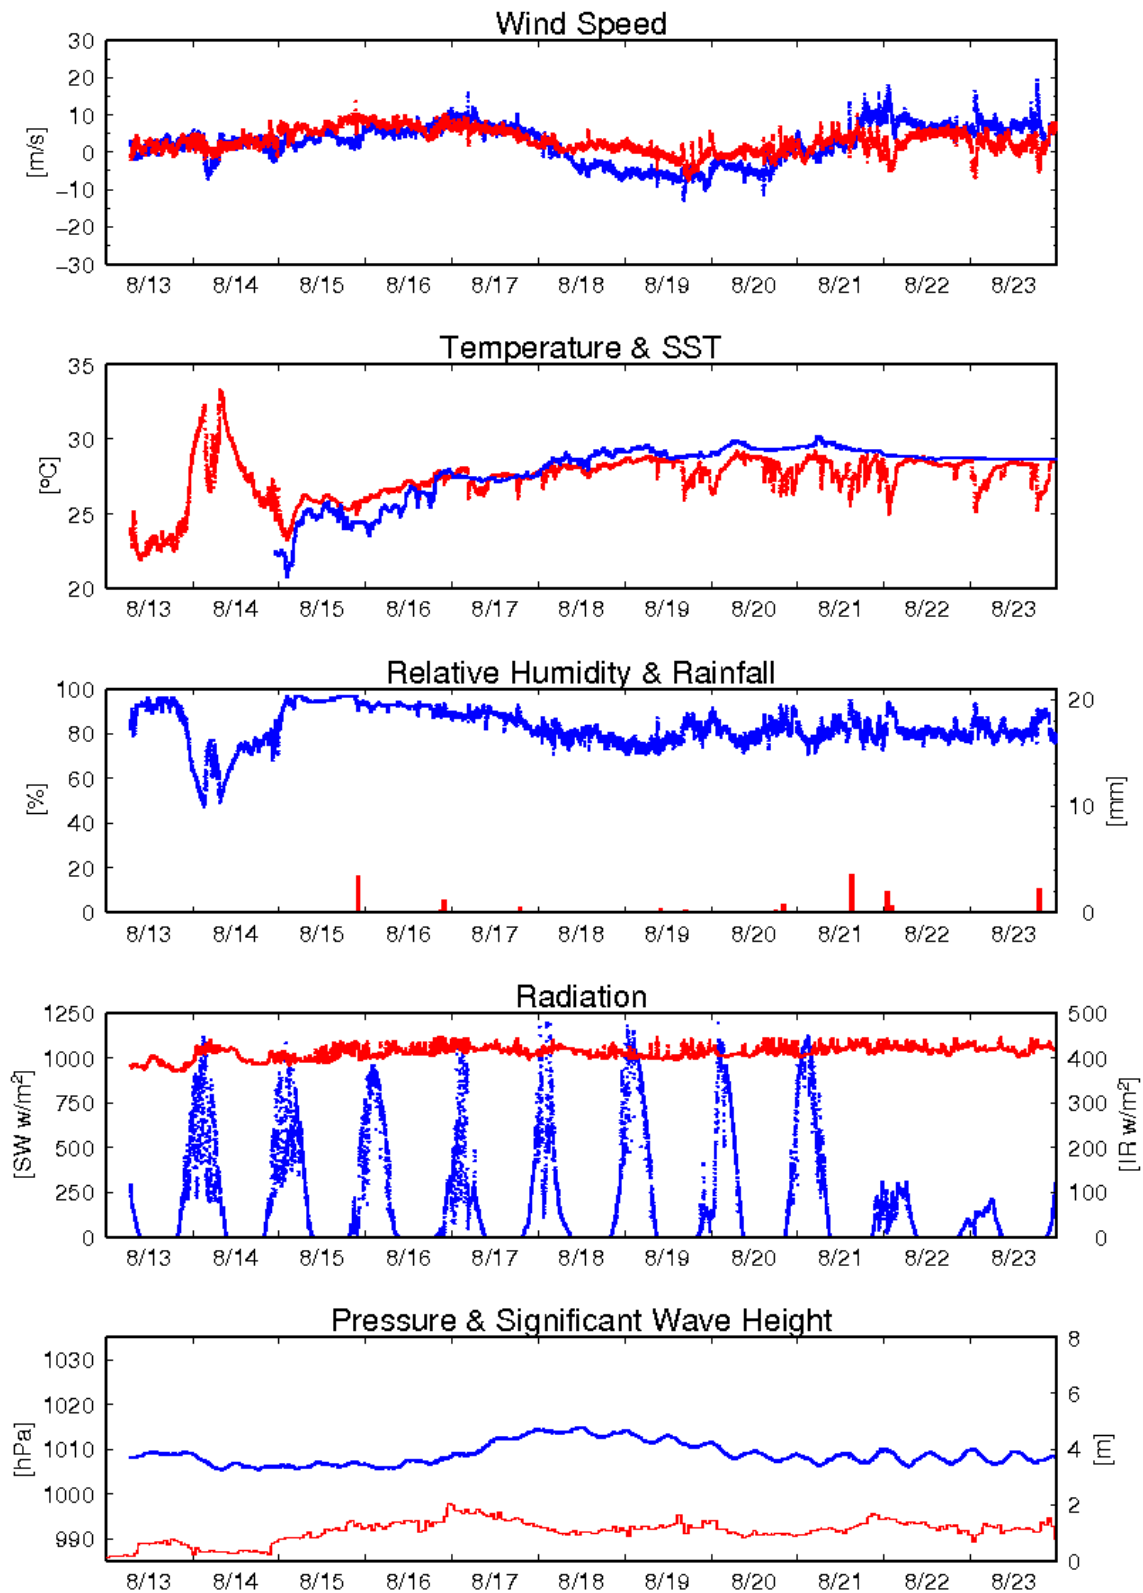 Wind Speed
30
20
10
0
−10
−20
−30
[m/s]
8/13 8/14 8/15 8/16 8/17 8/18 8/19 8/20 8/21 8/22 8/23
Temperature & SST
35
30
25
20
[ºC]
8/13 8/14 8/15 8/16 8/17 8/18 8/19 8/20 8/21 8/22 8/23
Relative Humidity & Rainfall
100
80
60
40
20
0
[%]
20
10
0
[mm]
8/13 8/14 8/15 8/16 8/17 8/18 8/19 8/20 8/21 8/22 8/23
Radiation
1250
1000
750
500
250
0
[SW w/m²]
500
400
300
200
100
0
[IR w/m²]
8/13 8/14 8/15 8/16 8/17 8/18 8/19 8/20 8/21 8/22 8/23
Pressure & Significant Wave Height
1030
1020
1010
1000
990
[hPa]
8
6
4
2
0
[m]
8/13 8/14 8/15 8/16 8/17 8/18 8/19 8/20 8/21 8/22 8/23